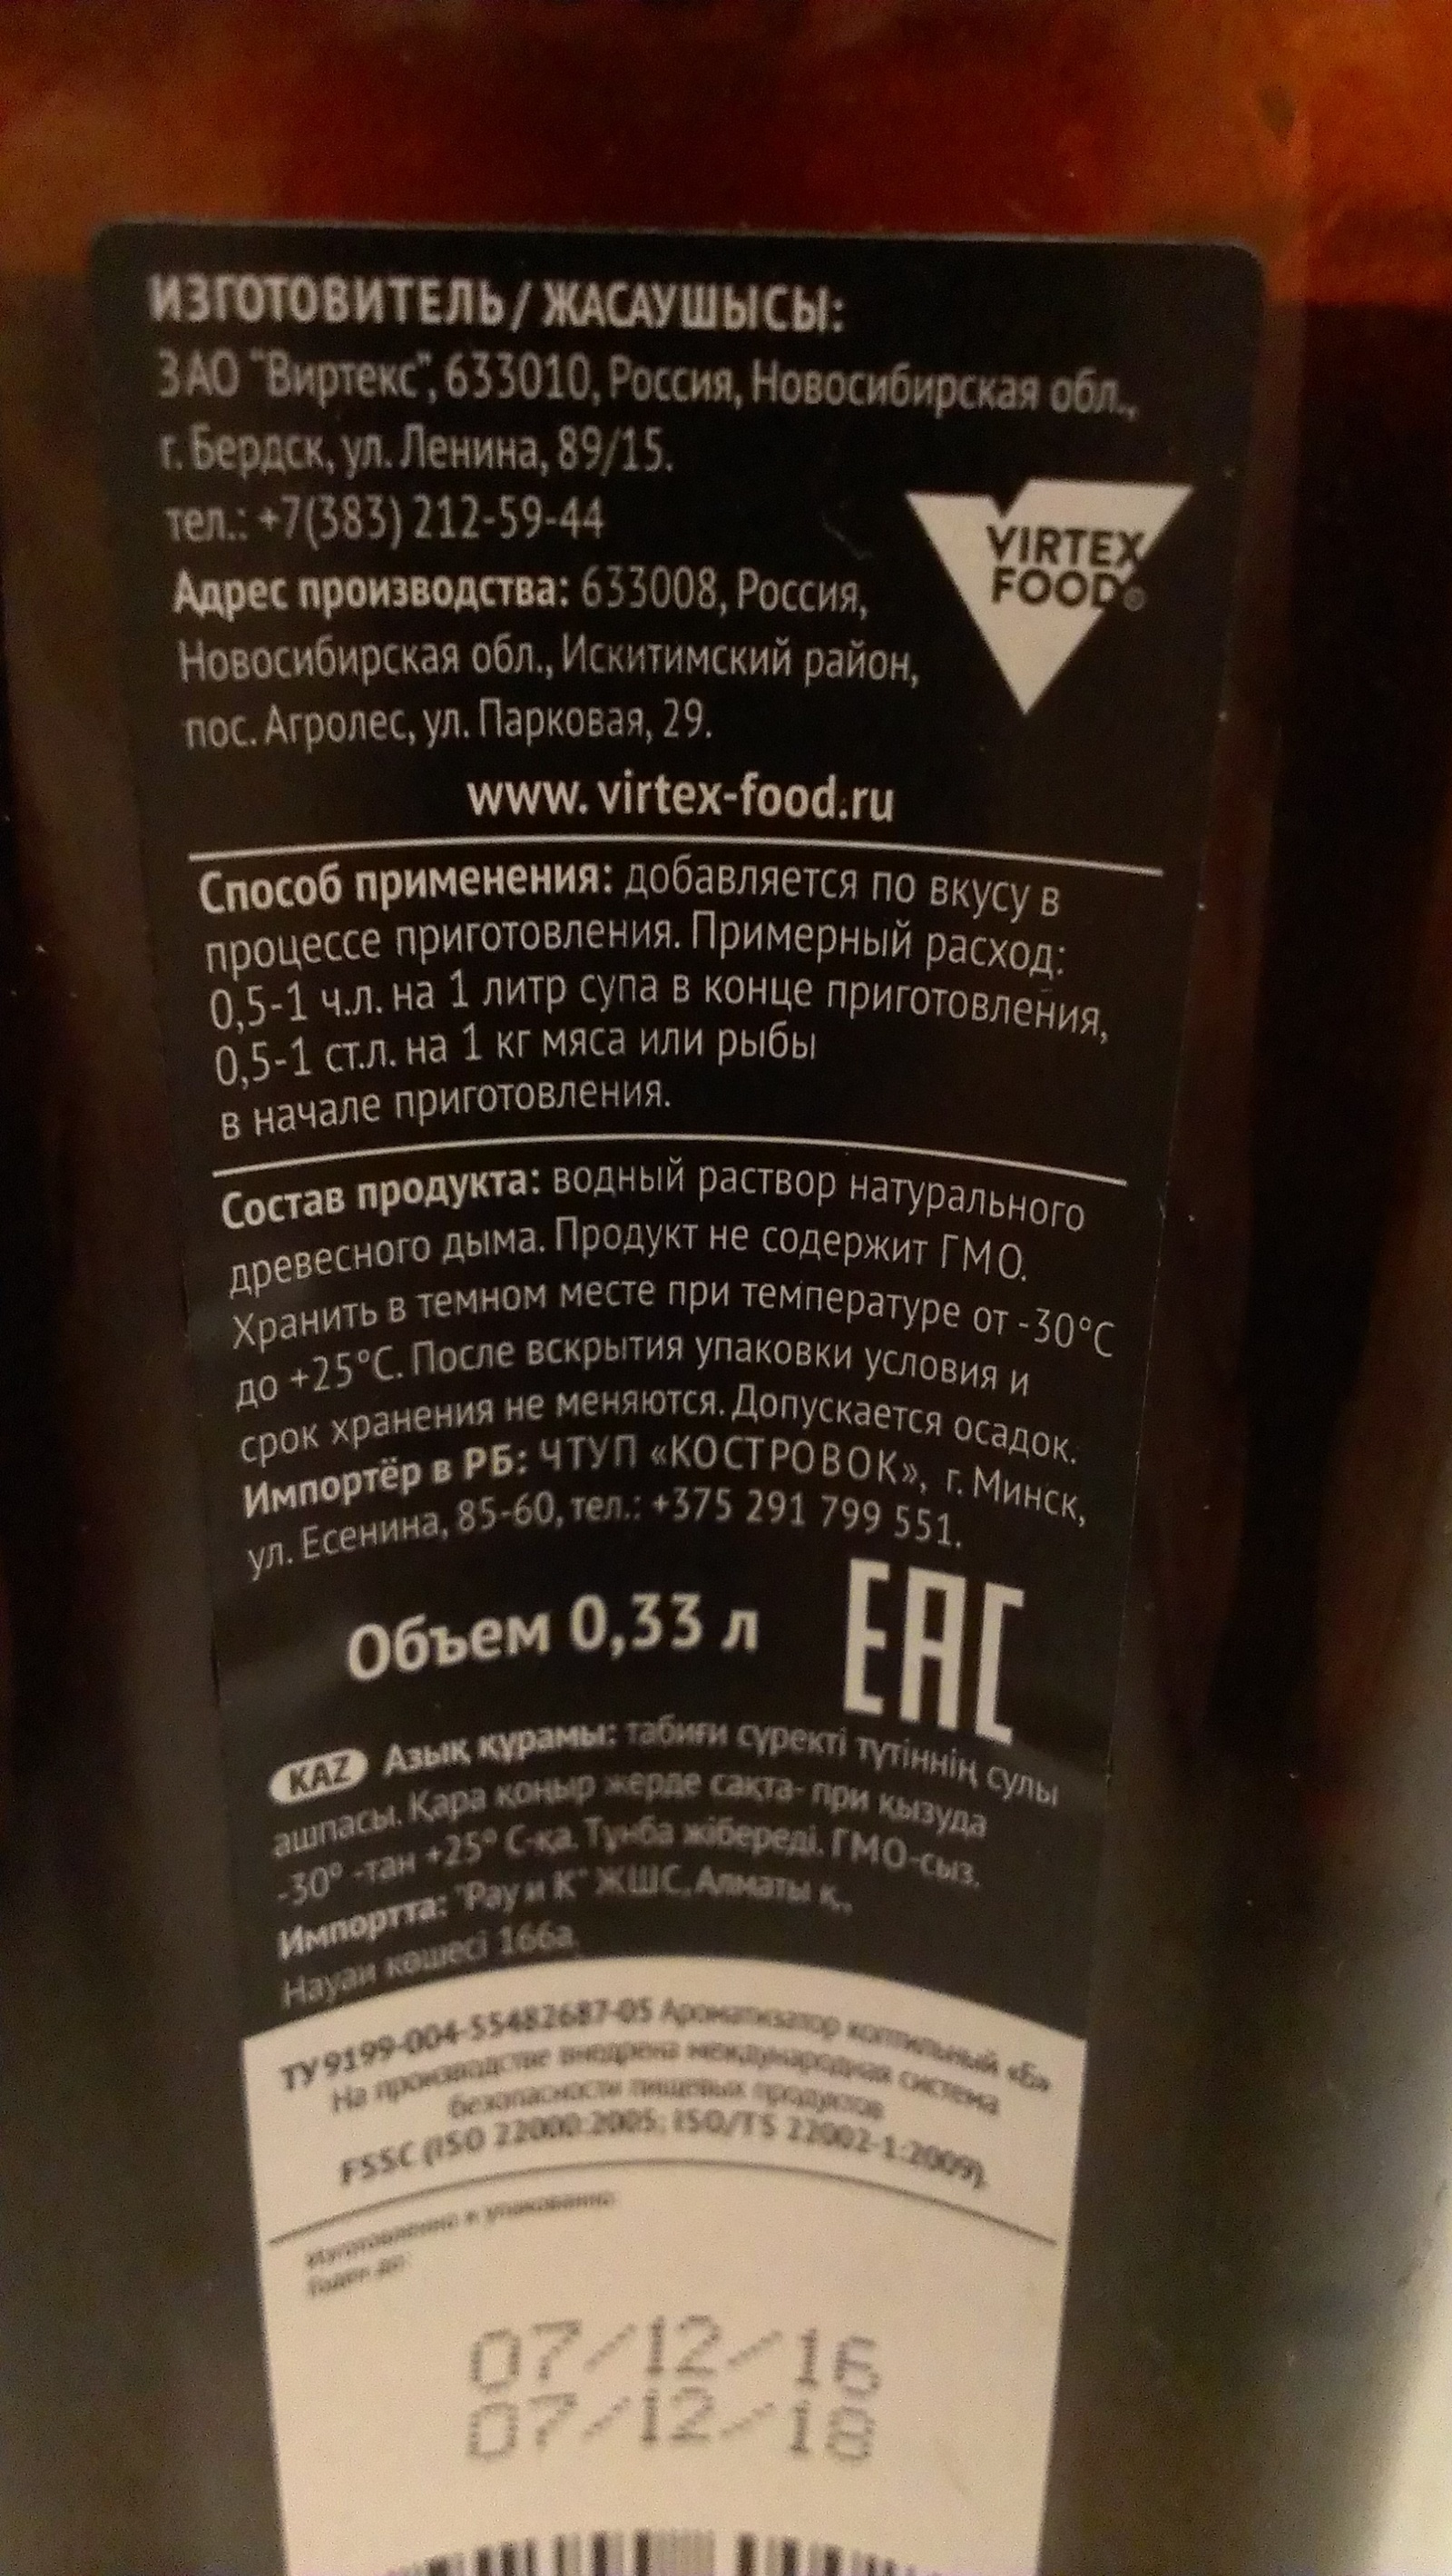 ИЗГОТОВИТЕЛЬ / ЖАСАУШЫСЫ:
ЗАО "Виртекс", 633010, Россия, Новосибирская обл.,
г. Бердск, ул. Ленина, 89/15.
тел.: +7(383) 212-59-44
VIRTEX
FOOD®
Адрес производства: 633008, Россия,
Новосибирская обл., Искитимский район,
пос. Агролес, ул. Парковая, 29.
www. virtex-food.ru
Способ применения: добавляется по вкусу в
процессе приготовления. Примерный расход:
0,5-1 ч.л. на 1 литр супа в конце приготовления,
0,5-1 ст.л. на 1 кг мяса или рыбы
в начале приготовления.
Состав продукта: водный раствор натурального
древесного дыма. Продукт не содержит ГМО.
Хранить в темном месте при температуре от -30°С
до +25°С. После вскрытия упаковки условия и
срок хранения не меняются. Допускается осадок.
Импортёр в РБ: ЧТУП «КОСТРОВОК», г. Минск,
ул. Есенина, 85-60, тел.: +375 291 799 551.
Объем 0,33 л
EAC
KAZ Азық құрамы: табиғи сүректі түтіннің сулы
ашпасы. Қара қоңыр жерде сақта- при қызуда
-30° -тан +25° С-қа. Тұнба жібереді. ГМО-сыз.
Импортта: "Рау и К" ЖШС, Алматы қ.,
Науаи көшесі 166а.
ТУ 9199-004-55482687-05 Ароматизатор коптильный «Б»
На производстве внедрена международная система
безопасности пищевых продуктов
FSSC (ISO 22000:2005; ISO/TS 22002-1:2009).
Изготовлено и упаковано:
Годен до:
07/12/16
07/12/18